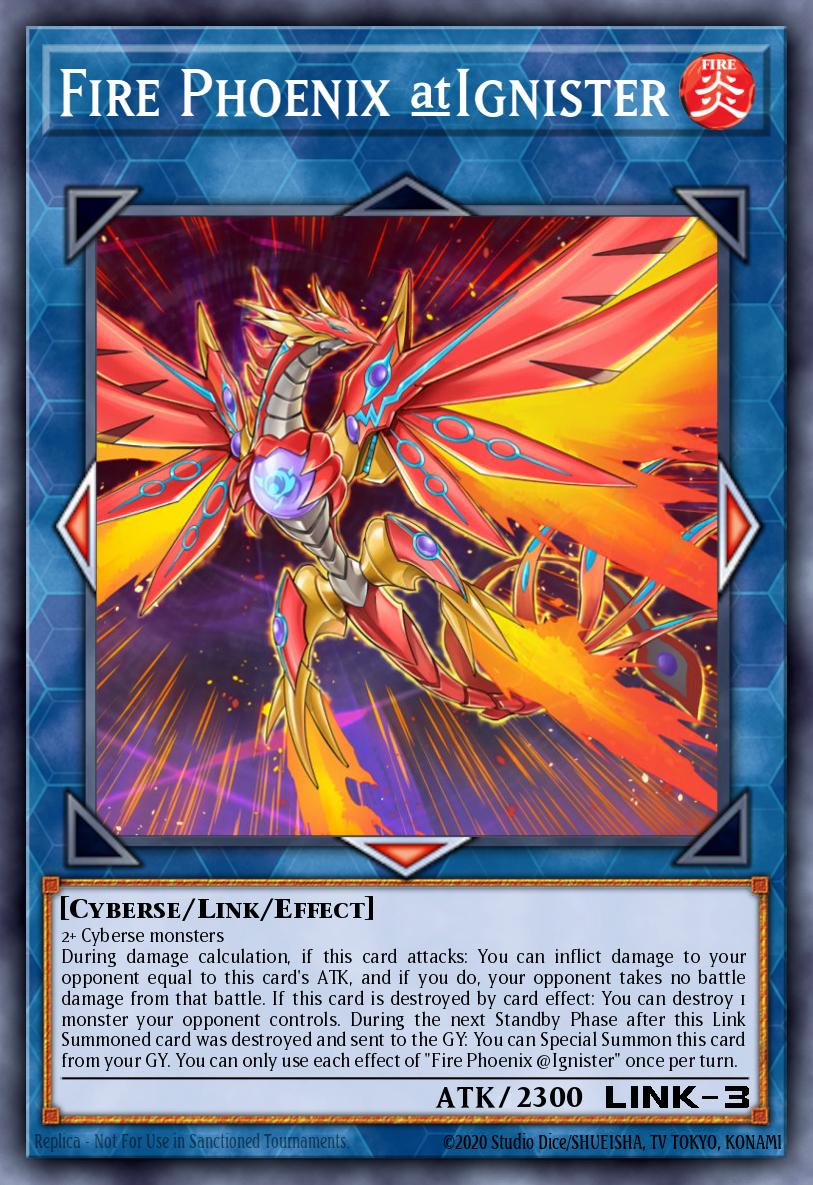 Fire Phoenix atIgnister
FIRE
炎
[Cyberse/Link/Effect]
2+ Cyberse monsters
During damage calculation, if this card attacks: You can inflict damage to your
opponent equal to this card's ATK, and if you do, your opponent takes no battle
damage from that battle. If this card is destroyed by card effect: You can destroy 1
monster your opponent controls. During the next Standby Phase after this Link
Summoned card was destroyed and sent to the GY: You can Special Summon this card
from your GY. You can only use each effect of "Fire Phoenix @Ignister" once per turn.
ATK/2300 LINK-3
Replica - Not For Use in Sanctioned Tournaments.
©2020 Studio Dice/SHUEISHA, TV TOKYO, KONAMI